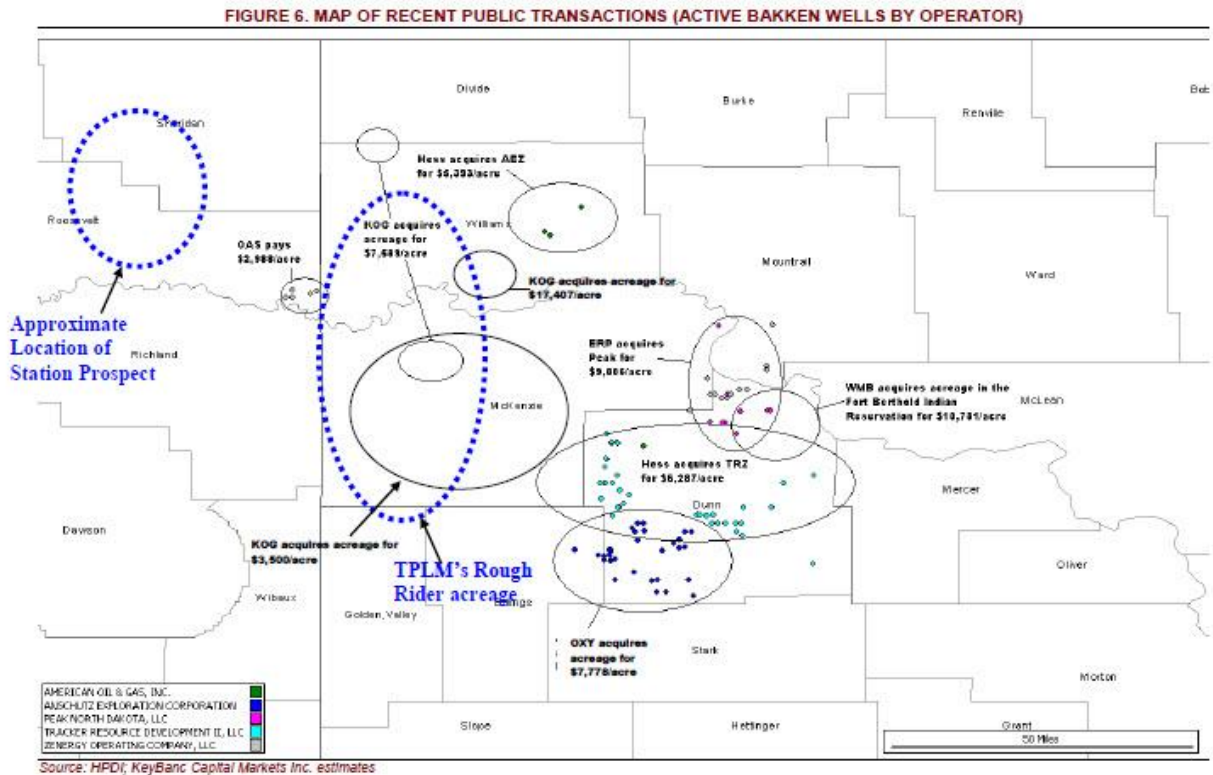 FIGURE 6. MAP OF RECENT PUBLIC TRANSACTIONS (ACTIVE BAKKEN WELLS BY OPERATOR)
Divide
Burke
Renville
Sheridan
Hess acquires AEZ
for $5,393/acre
Roosevelt
KOG acquires
acreage for
$7,689/acre
Williams
OAS pays
$2,988/acre
Mountrail
Ward
KOG acquires acreage for
$17,407/acre
Approximate
Location of
Station Prospect
Richland
ERP acquires
Peak for
$9,886/acre
WMB acquires acreage in the
Fort Berthold Indian
Reservation for $10,781/acre
McLean
McKenzie
Hess acquires TRZ
for $6,287/acre
Mercer
Dunn
Dawson
KOG acquires acreage for
$3,500/acre
TPLM's Rough
Rider acreage
Oliver
Wibaux
Golden Valley
Billings
OXY acquires
acreage for
$7,778/acre
Stark
Morton
AMERICAN OIL & GAS, INC.
ANSCHUTZ EXPLORATION CORPORATION
PEAK NORTH DAKOTA, LLC
TRACKER RESOURCE DEVELOPMENT II, LLC
ZENERGY OPERATING COMPANY, LLC
Slope
Hettinger
Grant
50 Miles
Source: HPDI; KeyBanc Capital Markets Inc. estimates